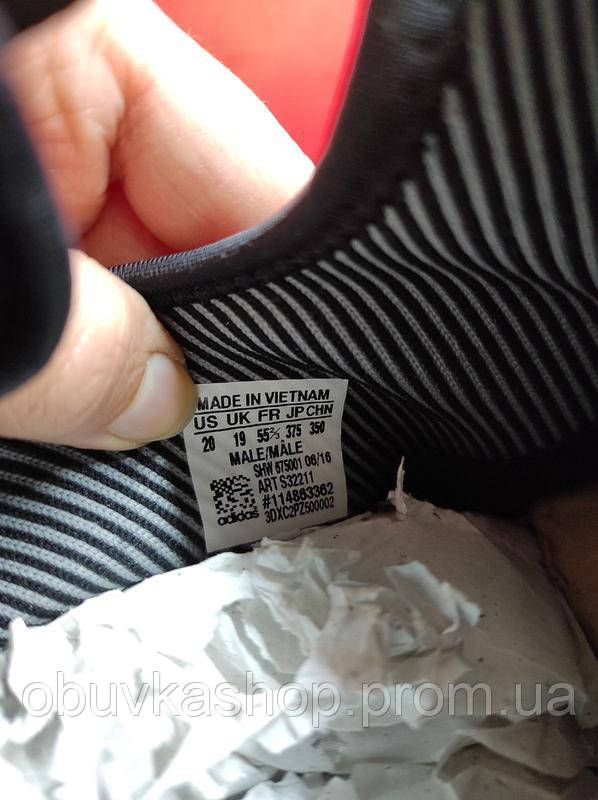 MADE IN VIETNAM
US UK FR JP CHN
20 19 55⅔ 375 350
MALE/MÂLE
SHW 675001 06/16
ART S32211
#114863362
adidas 3DXC2PZ500002
obuvkashop.prom.ua